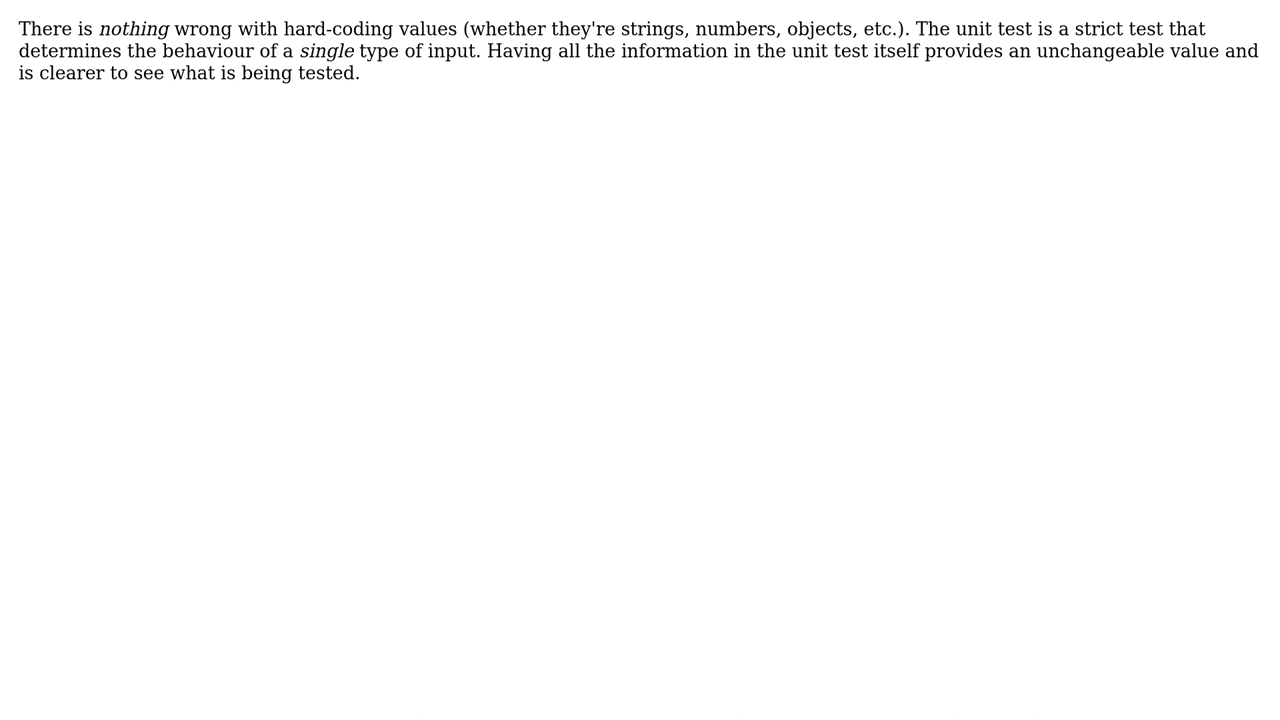 There is nothing wrong with hard-coding values (whether they're strings, numbers, objects, etc.). The unit test is a strict test that
determines the behaviour of a single type of input. Having all the information in the unit test itself provides an unchangeable value and
is clearer to see what is being tested.